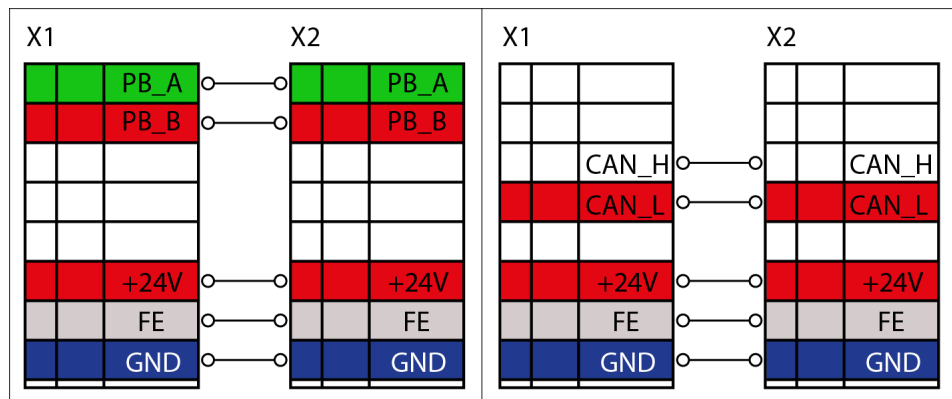 X1 X2 X1 X2
PB_A PB_A
PB_B PB_B
CAN_H CAN_H
CAN_L CAN_L
+24V +24V +24V +24V
FE FE FE FE
GND GND GND GND